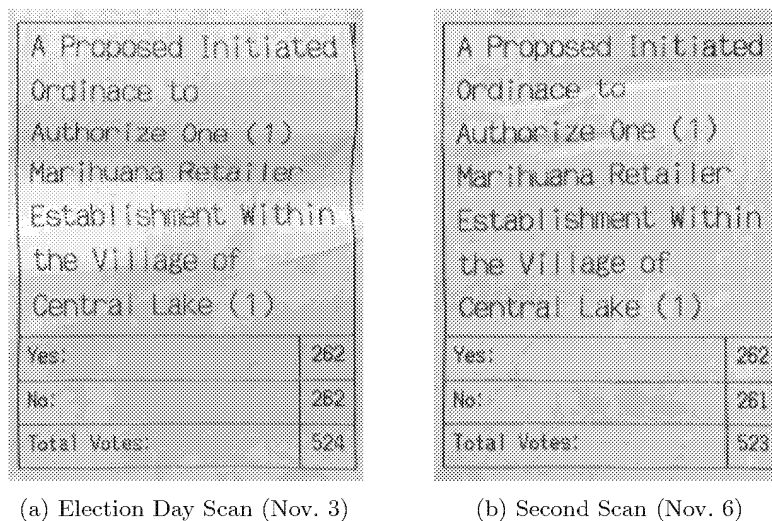 A Proposed Initiated
Ordinace to
Authorize One (1)
Marihuana Retailer
Establishment Within
the Village of
Central Lake (1)
Yes: 262
No: 262
Total Votes: 524
(a) Election Day Scan (Nov. 3)
A Proposed Initiated
Ordinace to
Authorize One (1)
Marihuana Retailer
Establishment Within
the Village of
Central Lake (1)
Yes: 262
No: 261
Total Votes: 523
(b) Second Scan (Nov. 6)